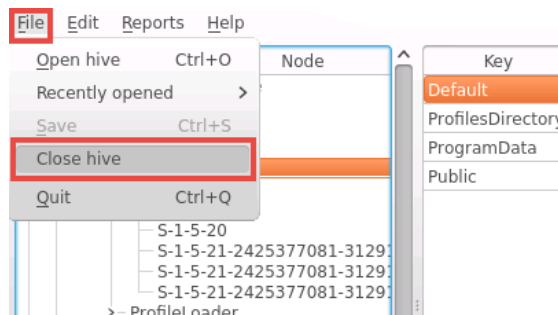 File Edit Reports Help
Open hive Ctrl+O
Recently opened >
Save Ctrl+S
Close hive
Quit Ctrl+Q
Node
S-1-5-20
S-1-5-21-2425377081-31291
S-1-5-21-2425377081-31291
S-1-5-21-2425377081-31291
ProfileLoader
Key
Default
ProfilesDirectory
ProgramData
Public